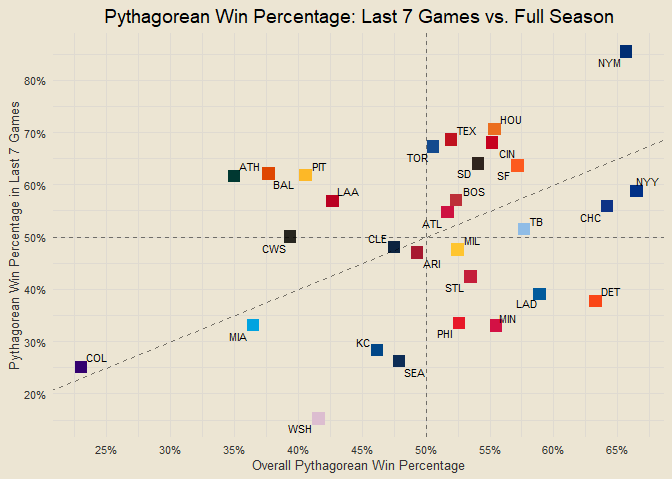 Pythagorean Win Percentage: Last 7 Games vs. Full Season
Pythagorean Win Percentage in Last 7 Games
80%
70%
60%
50%
40%
30%
20%
NYM
HOU
TEX
CIN
TOR
SD
SF
ATH
PIT
BAL
NYY
LAA
BOS
CHC
ATL
TB
CWS
CLE
MIL
ARI
STL
DET
LAD
MIN
PHI
MIA
KC
SEA
COL
WSH
25%
30%
35%
40%
45%
50%
55%
60%
65%
Overall Pythagorean Win Percentage